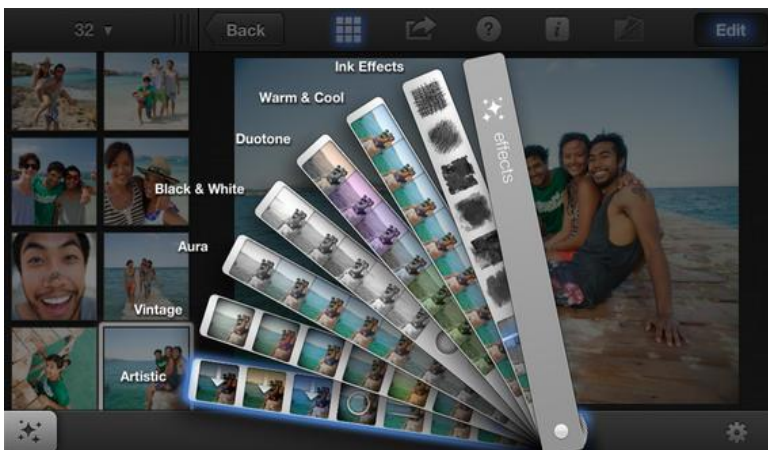 32 ▼
Back
?
i
Edit
Ink Effects
Warm & Cool
Duotone
Black & White
Aura
Vintage
Artistic
effects